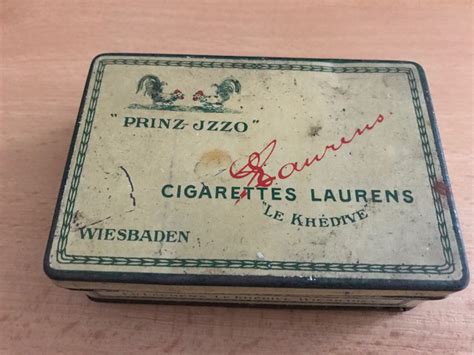 "PRINZ-JZZO"
Laurens
CIGARETTES LAURENS
"LE KHÉDIVE"
WIESBADEN